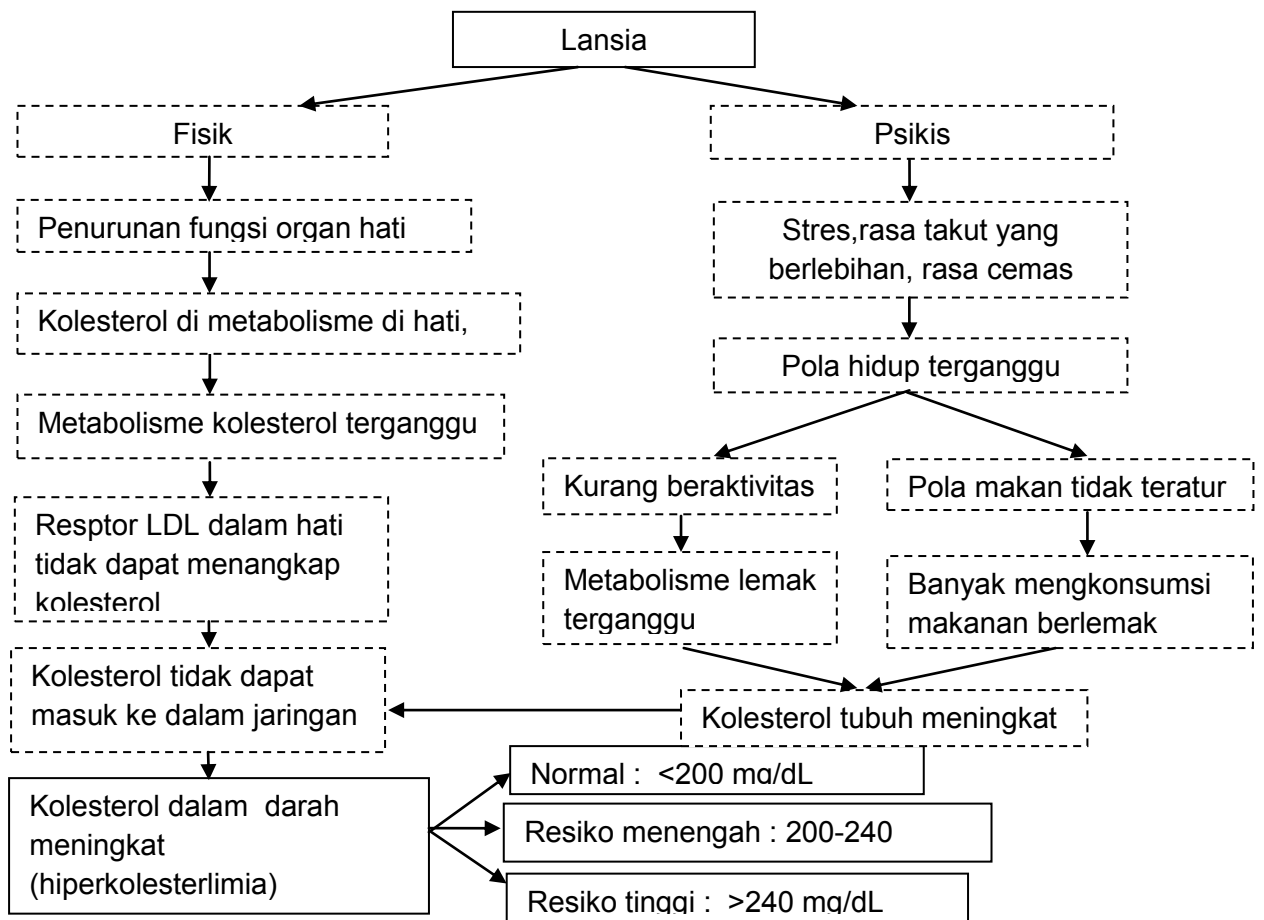 Lansia
Fisik
Psikis
Penurunan fungsi organ hati
Stres,rasa takut yang
berlebihan, rasa cemas
Kolesterol di metabolisme di hati,
Pola hidup terganggu
Metabolisme kolesterol terganggu
Kurang beraktivitas
Pola makan tidak teratur
Resptor LDL dalam hati
tidak dapat menangkap
kolesterol
Metabolisme lemak
terganggu
Banyak mengkonsumsi
makanan berlemak
Kolesterol tidak dapat
masuk ke dalam jaringan
Kolesterol tubuh meningkat
Kolesterol dalam darah
meningkat
(hiperkolesterlimia)
Normal : <200 mg/dL
Resiko menengah : 200-240
Resiko tinggi : >240 mg/dL